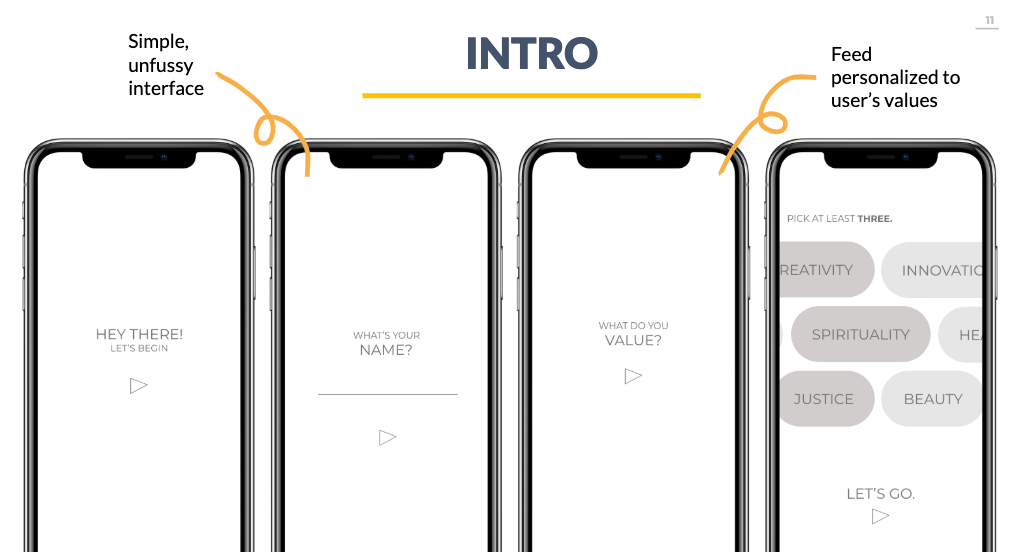 11
Simple,
unfussy
interface
INTRO
Feed
personalized to
user's values
HEY THERE!
LET'S BEGIN
WHAT'S YOUR
NAME?
WHAT DO YOU
VALUE?
PICK AT LEAST THREE.
REATIVITY
INNOVATIO
SPIRITUALITY
HEA
JUSTICE
BEAUTY
LET'S GO.